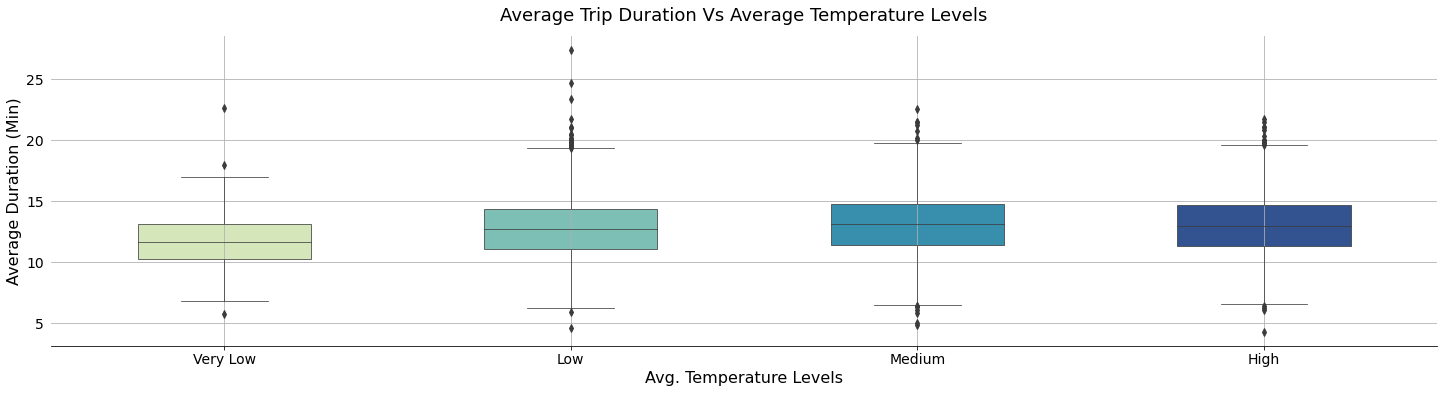 Average Trip Duration Vs Average Temperature Levels
Average Duration (Min)
25
20
15
10
5
Very Low
Low
Medium
High
Avg. Temperature Levels